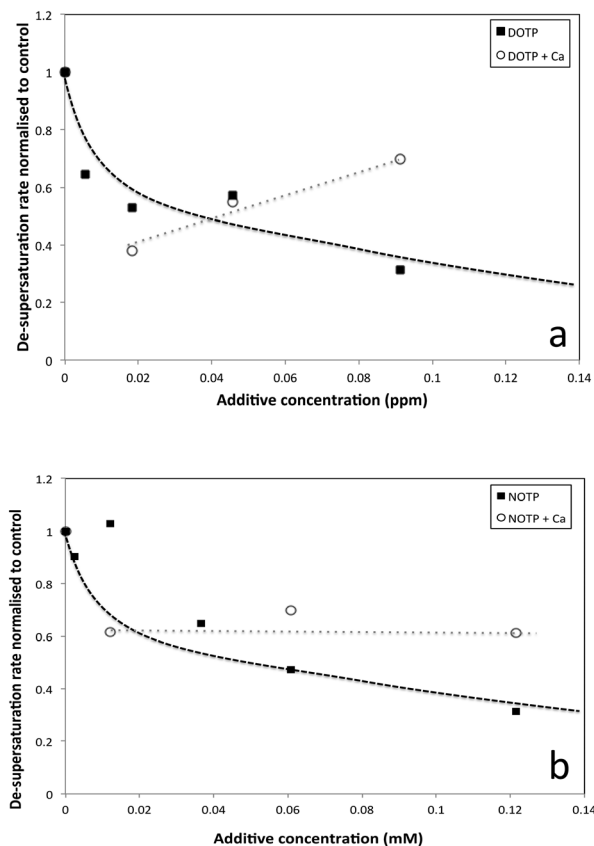 1.2
1
0.8
0.6
0.4
0.2
0
De-supersaturation rate normalised to control
DOTP
DOTP + Ca
a
0 0.02 0.04 0.06 0.08 0.1 0.12 0.14
Additive concentration (ppm)
1.2
1
0.8
0.6
0.4
0.2
0
De-supersaturation rate normalised to control
NOTP
NOTP + Ca
b
0 0.02 0.04 0.06 0.08 0.1 0.12 0.14
Additive concentration (mM)